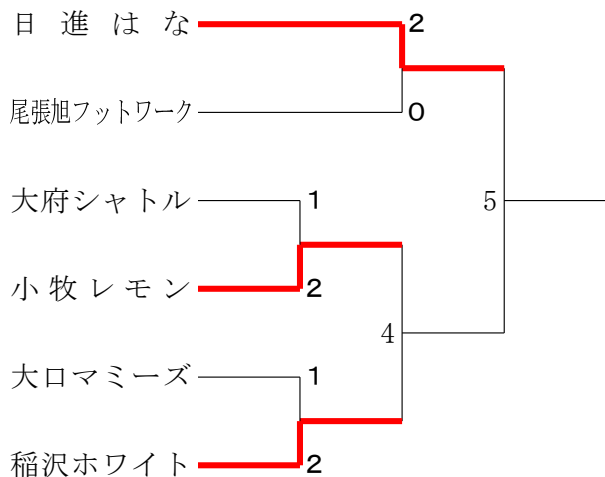 日進はな 2
尾張旭フットワーク 0
大府シャトル 1
5
小牧レモン 2
4
大口マミーズ 1
稲沢ホワイト 2